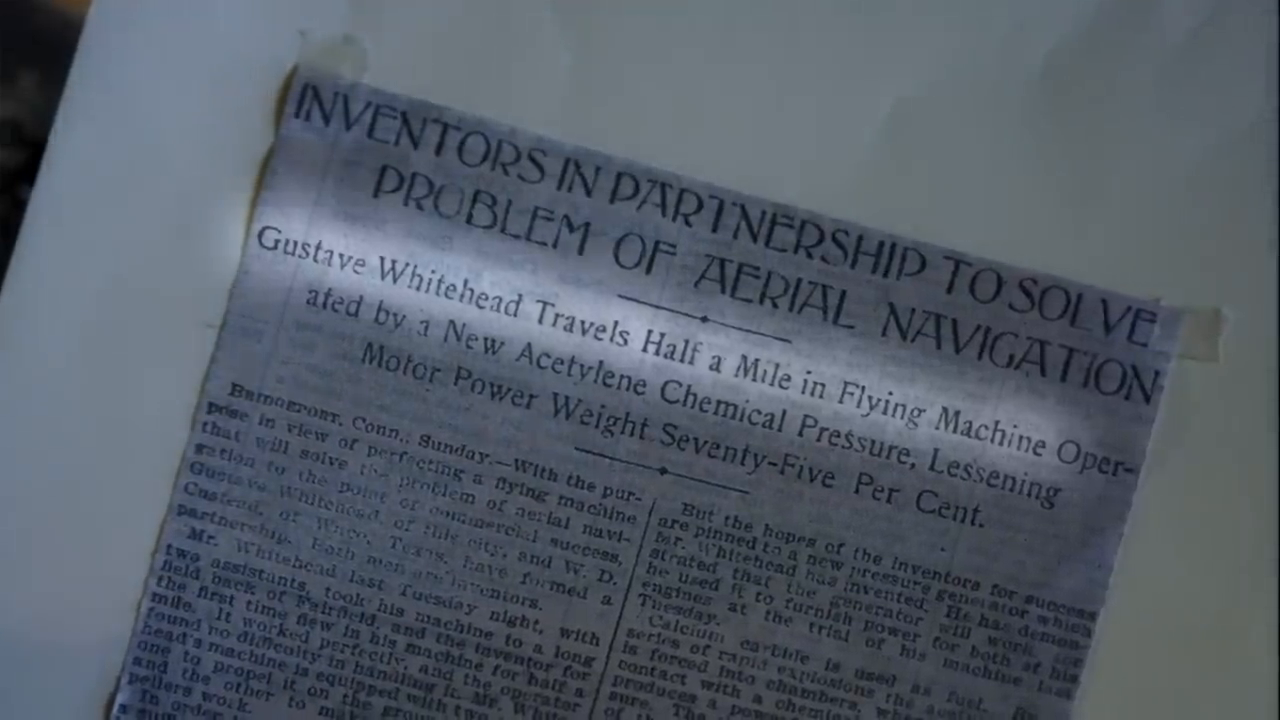 INVENTORS IN PARTNERSHIP TO SOLVE
PROBLEM OF AERIAL NAVIGATION
Gustave Whitehead Travels Half a Mile in Flying Machine Oper-
ated by a New Acetylene Chemical Pressure, Lessening
Motor Power Weight Seventy-Five Per Cent.
BRIDGEPORT, Conn., Sunday.—With the pur-
pose in view of perfecting a flying machine
that will solve the problem of aerial navi-
gation to the point of commercial success,
Gustave Whitehead, of this city, and W. D.
Custead, of Waco, Texas, have formed a
partnership. Both men are inventors.
Mr. Whitehead last Tuesday night, with
two assistants, took his machine to a long
field back of Fairfield, and the inventor for
the first time flew in his machine for half a
mile. It worked perfectly, and the operator
found no difficulty in handling it. Mr. White-
head's machine is equipped with two
one to propel it on the
and the other to make
pellers work.
In order
But the hopes of the inventors for success
are pinned to a new pressure generator which
Mr. Whitehead has invented. He has demon-
strated that the generator will work, for
he used it to furnish power for both of his
engines at the trial of his machine last
Tuesday.
Calcium carbide is used as fuel.
series of rapid explosions the
is forced into chambers, where
contact with a chemical
produces a
sure. The
of the